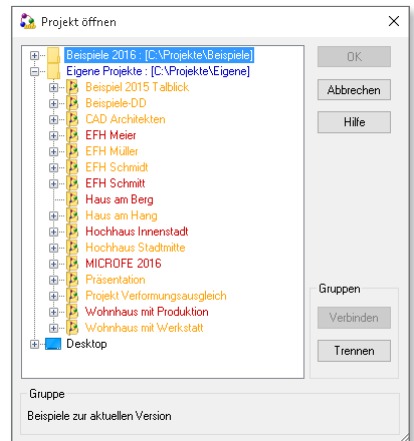 Projekt öffnen
Beispiele 2016 : [C:\Projekte\Beispiele]
Eigene Projekte : [C:\Projekte\Eigene]
Beispiel 2015 Talblick
Beispiele-DD
CAD Architekten
EFH Meier
EFH Müller
EFH Schmidt
EFH Schmitt
Haus am Berg
Haus am Hang
Hochhaus Innenstadt
Hochhaus Stadtmitte
MICROFE 2016
Präsentation
Projekt Verformungsausgleich
Wohnhaus mit Produktion
Wohnhaus mit Werkstatt
Desktop
OK
Abbrechen
Hilfe
Gruppen
Verbinden
Trennen
Gruppe
Beispiele zur aktuellen Version